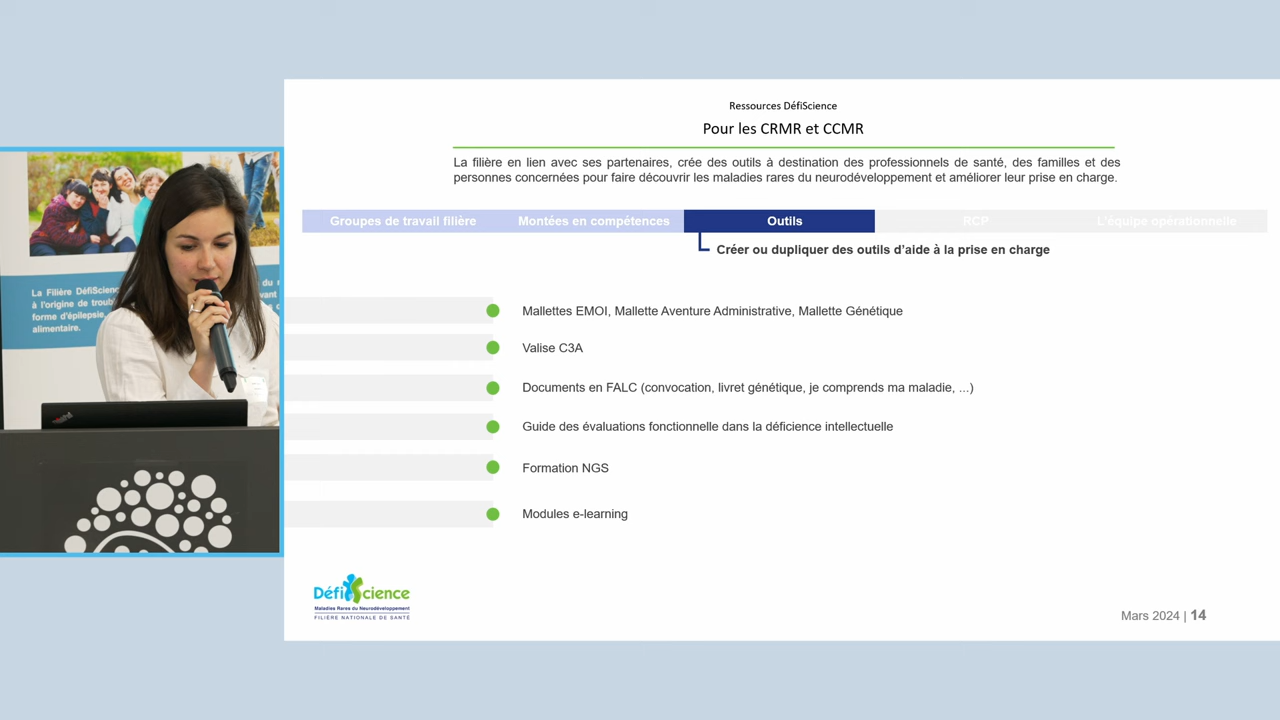 Ressources DéfiScience
Pour les CRMR et CCMR
La filière en lien avec ses partenaires, crée des outils à destination des professionnels de santé, des familles et des
personnes concernées pour faire découvrir les maladies rares du neurodéveloppement et améliorer leur prise en charge.
Groupes de travail filière
Montées en compétences
Outils
RCP
L'équipe opérationnelle
Créer ou dupliquer des outils d'aide à la prise en charge
Mallettes EMOI, Mallette Aventure Administrative, Mallette Génétique
Valise C3A
Documents en FALC (convocation, livret génétique, je comprends ma maladie, ...)
Guide des évaluations fonctionnelle dans la déficience intellectuelle
Formation NGS
Modules e-learning
La Filière DéfiScien
à l'origine de troub
forme d'épilepsie,
alimentaire.
DéfiScience
Maladies Rares du Neurodéveloppement
FILIÈRE NATIONALE DE SANTÉ
Mars 2024 | 14